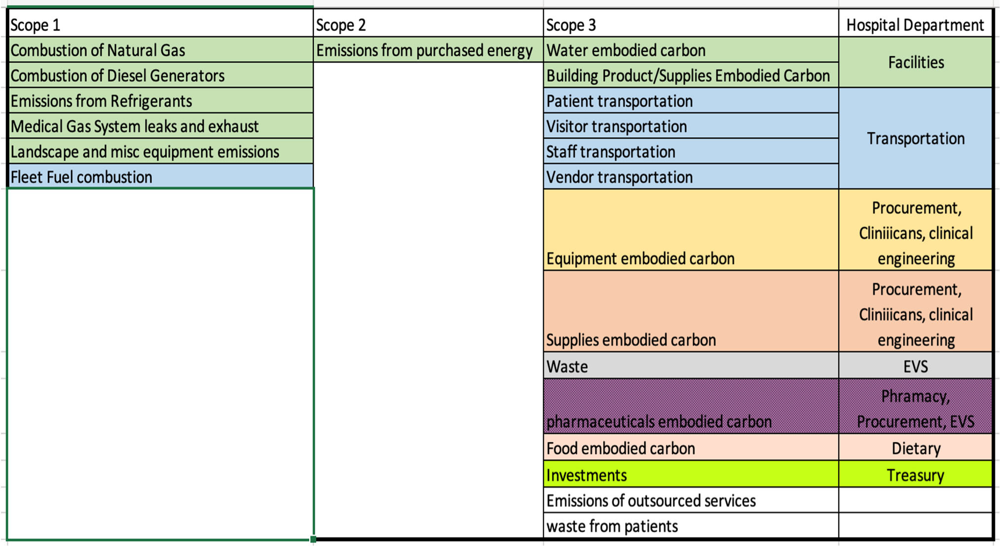 Scope 1
Scope 2
Scope 3
Hospital Department
Combustion of Natural Gas
Emissions from purchased energy
Water embodied carbon
Facilities
Combustion of Diesel Generators
Building Product/Supplies Embodied Carbon
Emissions from Refrigerants
Patient transportation
Transportation
Medical Gas System leaks and exhaust
Visitor transportation
Landscape and misc equipment emissions
Staff transportation
Fleet Fuel combustion
Vendor transportation
Equipment embodied carbon
Procurement,
Cliniiicans, clinical
engineering
Supplies embodied carbon
Procurement,
Cliniiicans, clinical
engineering
Waste
EVS
pharmaceuticals embodied carbon
Phramacy,
Procurement, EVS
Food embodied carbon
Dietary
Investments
Treasury
Emissions of outsourced services
waste from patients